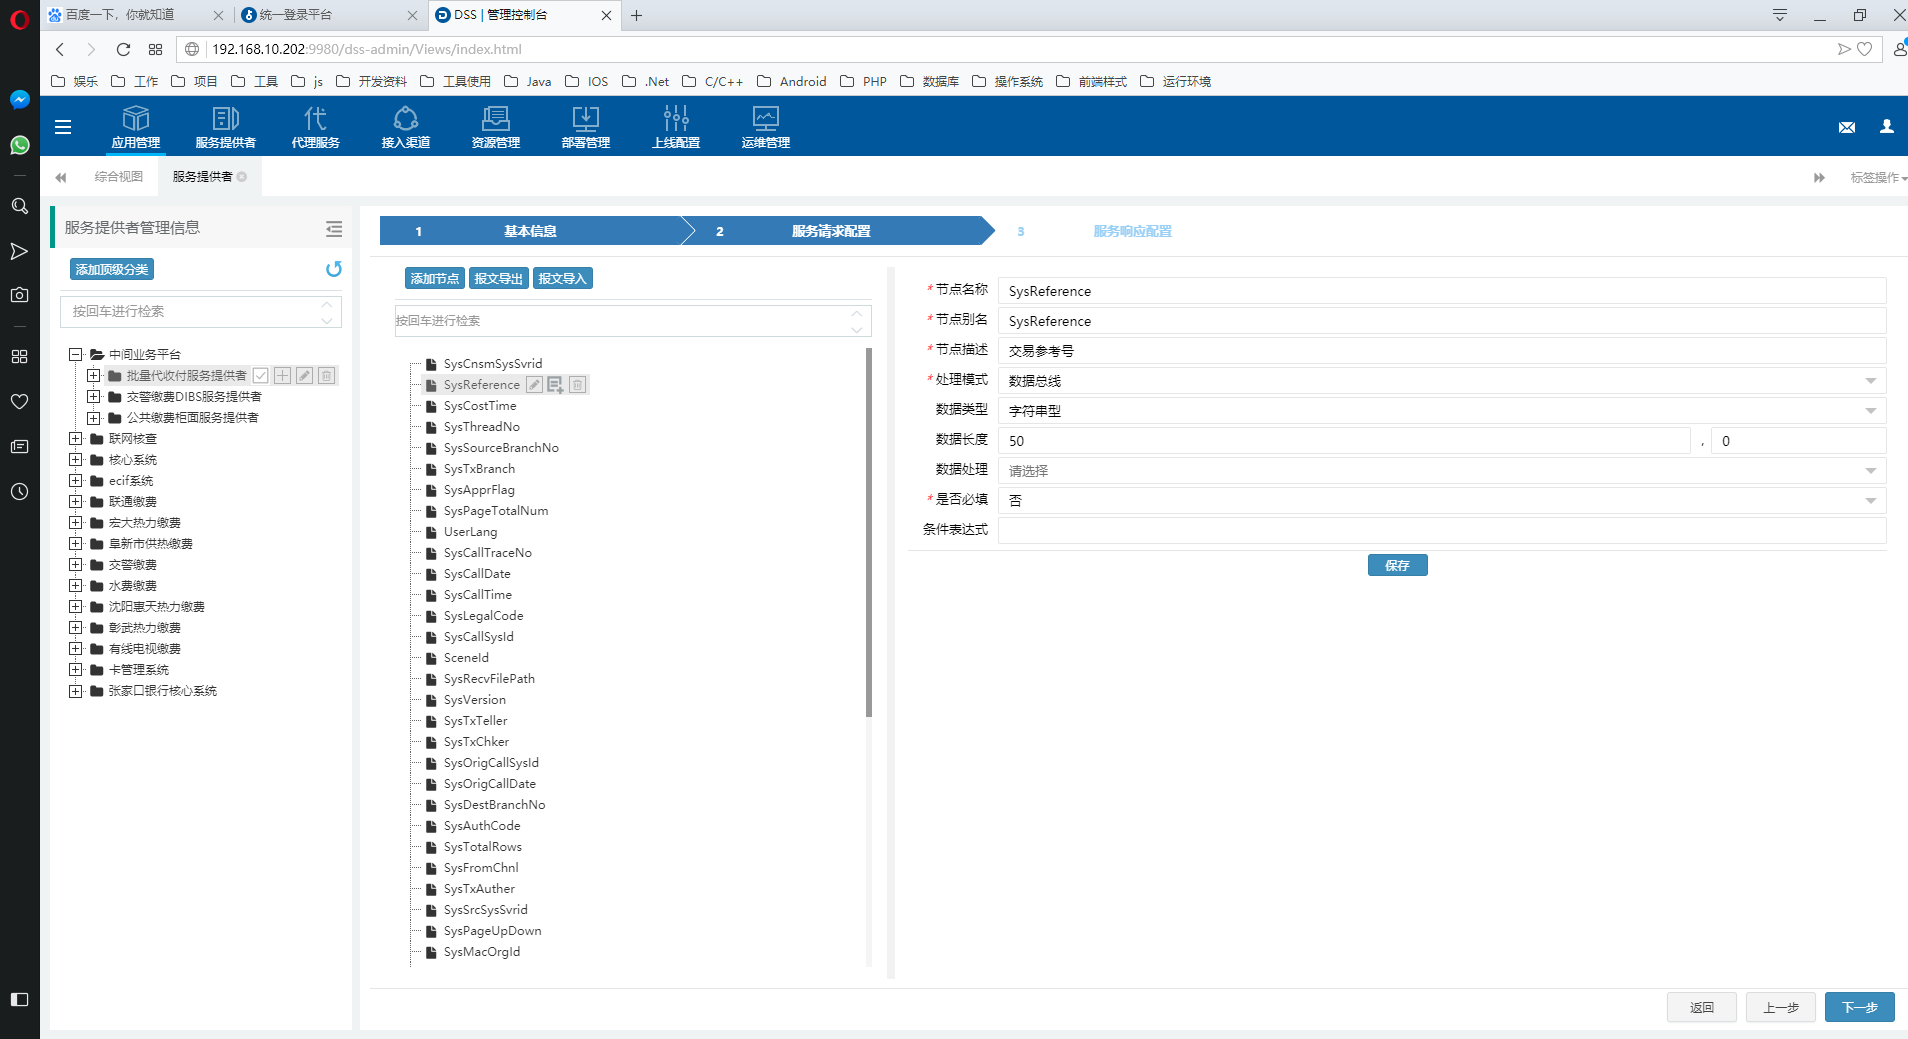 百度一下，你就知道
统一登录平台
DSS | 管理控制台
192.168.10.202:9980/dss-admin/Views/index.html
娱乐 工作 项目 工具 js 开发资料 工具使用 Java IOS .Net C/C++ Android PHP 数据库 操作系统 前端样式 运行环境
应用管理 服务提供者 代理服务 接入渠道 资源管理 部署管理 上线配置 运维管理
综合视图 服务提供者 标签操作
服务提供者管理信息
添加顶级分类
按回车进行检索
中间业务平台
批量代收付服务提供者
交警缴费DIBS服务提供者
公共缴费柜面服务提供者
联网核查
核心系统
ecif系统
联通缴费
宏大热力缴费
阜新市供热缴费
交警缴费
水费缴费
沈阳惠天热力缴费
彰武热力缴费
有线电视缴费
卡管理系统
张家口银行核心系统
1 基本信息 2 服务请求配置 3 服务响应配置
添加节点 报文导出 报文导入
按回车进行检索
SysCnsmSysSvrid
SysReference
SysCostTime
SysThreadNo
SysSourceBranchNo
SysTxBranch
SysApprFlag
SysPageTotalNum
UserLang
SysCallTraceNo
SysCallDate
SysCallTime
SysLegalCode
SysCallSysId
SceneId
SysRecvFilePath
SysVersion
SysTxTeller
SysTxChker
SysOrigCallSysId
SysOrigCallDate
SysDestBranchNo
SysAuthCode
SysTotalRows
SysFromChnl
SysTxAuther
SysSrcSysSvrid
SysPageUpDown
SysMacOrgId
* 节点名称 SysReference
* 节点别名 SysReference
* 节点描述 交易参考号
* 处理模式 数据总线
数据类型 字符串型
数据长度 50 , 0
数据处理 请选择
* 是否必填 否
条件表达式
保存
返回 上一步 下一步